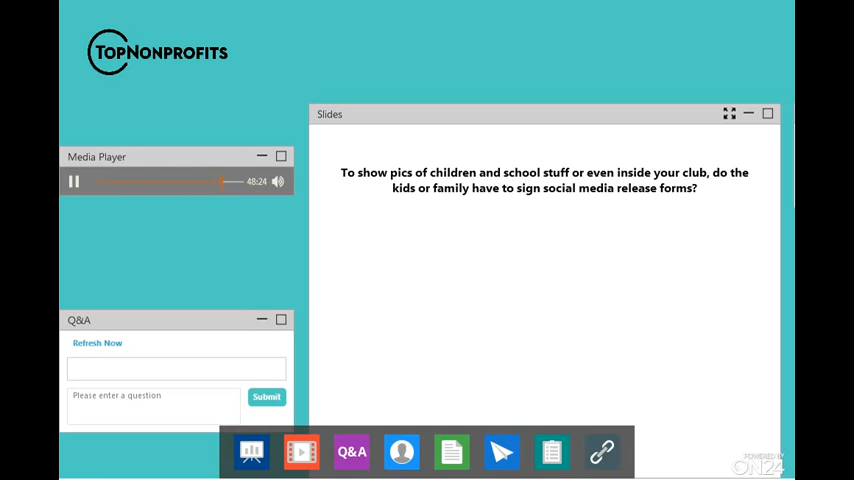 TOPNONPROFITS
Slides
Media Player
To show pics of children and school stuff or even inside your club, do the
kids or family have to sign social media release forms?
48:24
Q&A
Refresh Now
Please enter a question
Submit
Q&A
POWERED BY
ON24